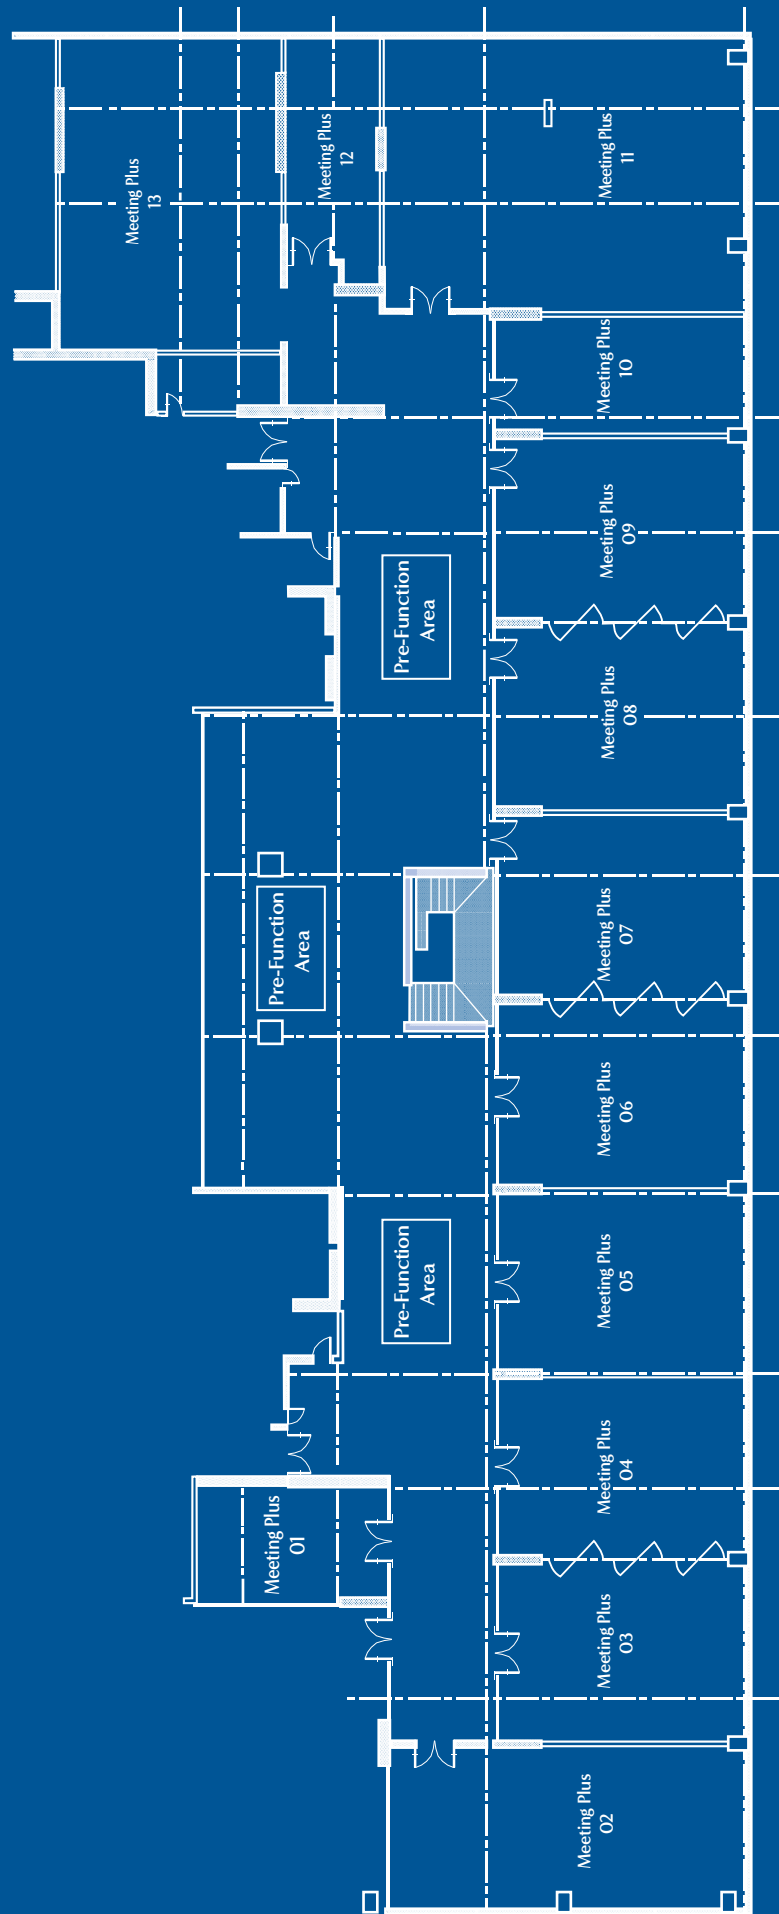 Meeting Plus
13
Meeting Plus
12
Meeting Plus
11
Meeting Plus
10
Meeting Plus
09
Pre-Function
Area
Meeting Plus
08
Pre-Function
Area
Meeting Plus
07
Meeting Plus
06
Pre-Function
Area
Meeting Plus
05
Meeting Plus
04
Meeting Plus
01
Meeting Plus
03
Meeting Plus
02